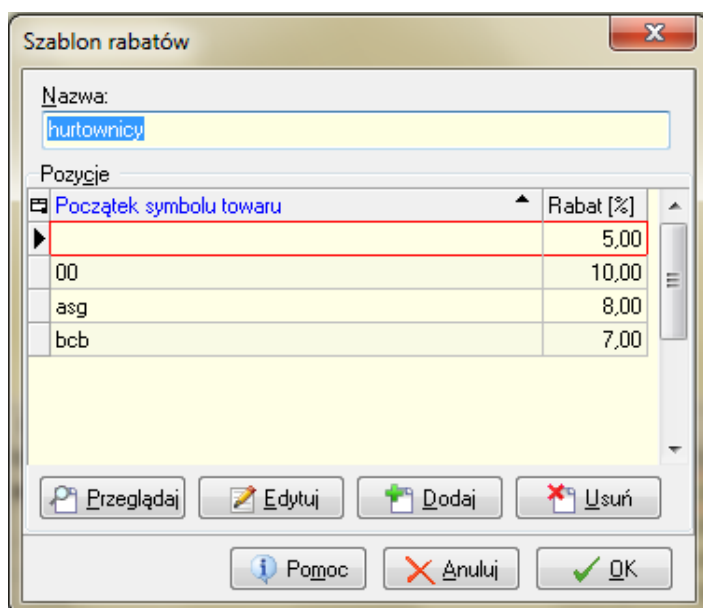 Szablon rabatów
Nazwa:
hurtownicy
Pozycje
Początek symbolu towaru Rabat [%]
5,00
00 10,00
asg 8,00
bcb 7,00
Przeglądaj Edytuj Dodaj Usuń
Pomoc Anuluj OK